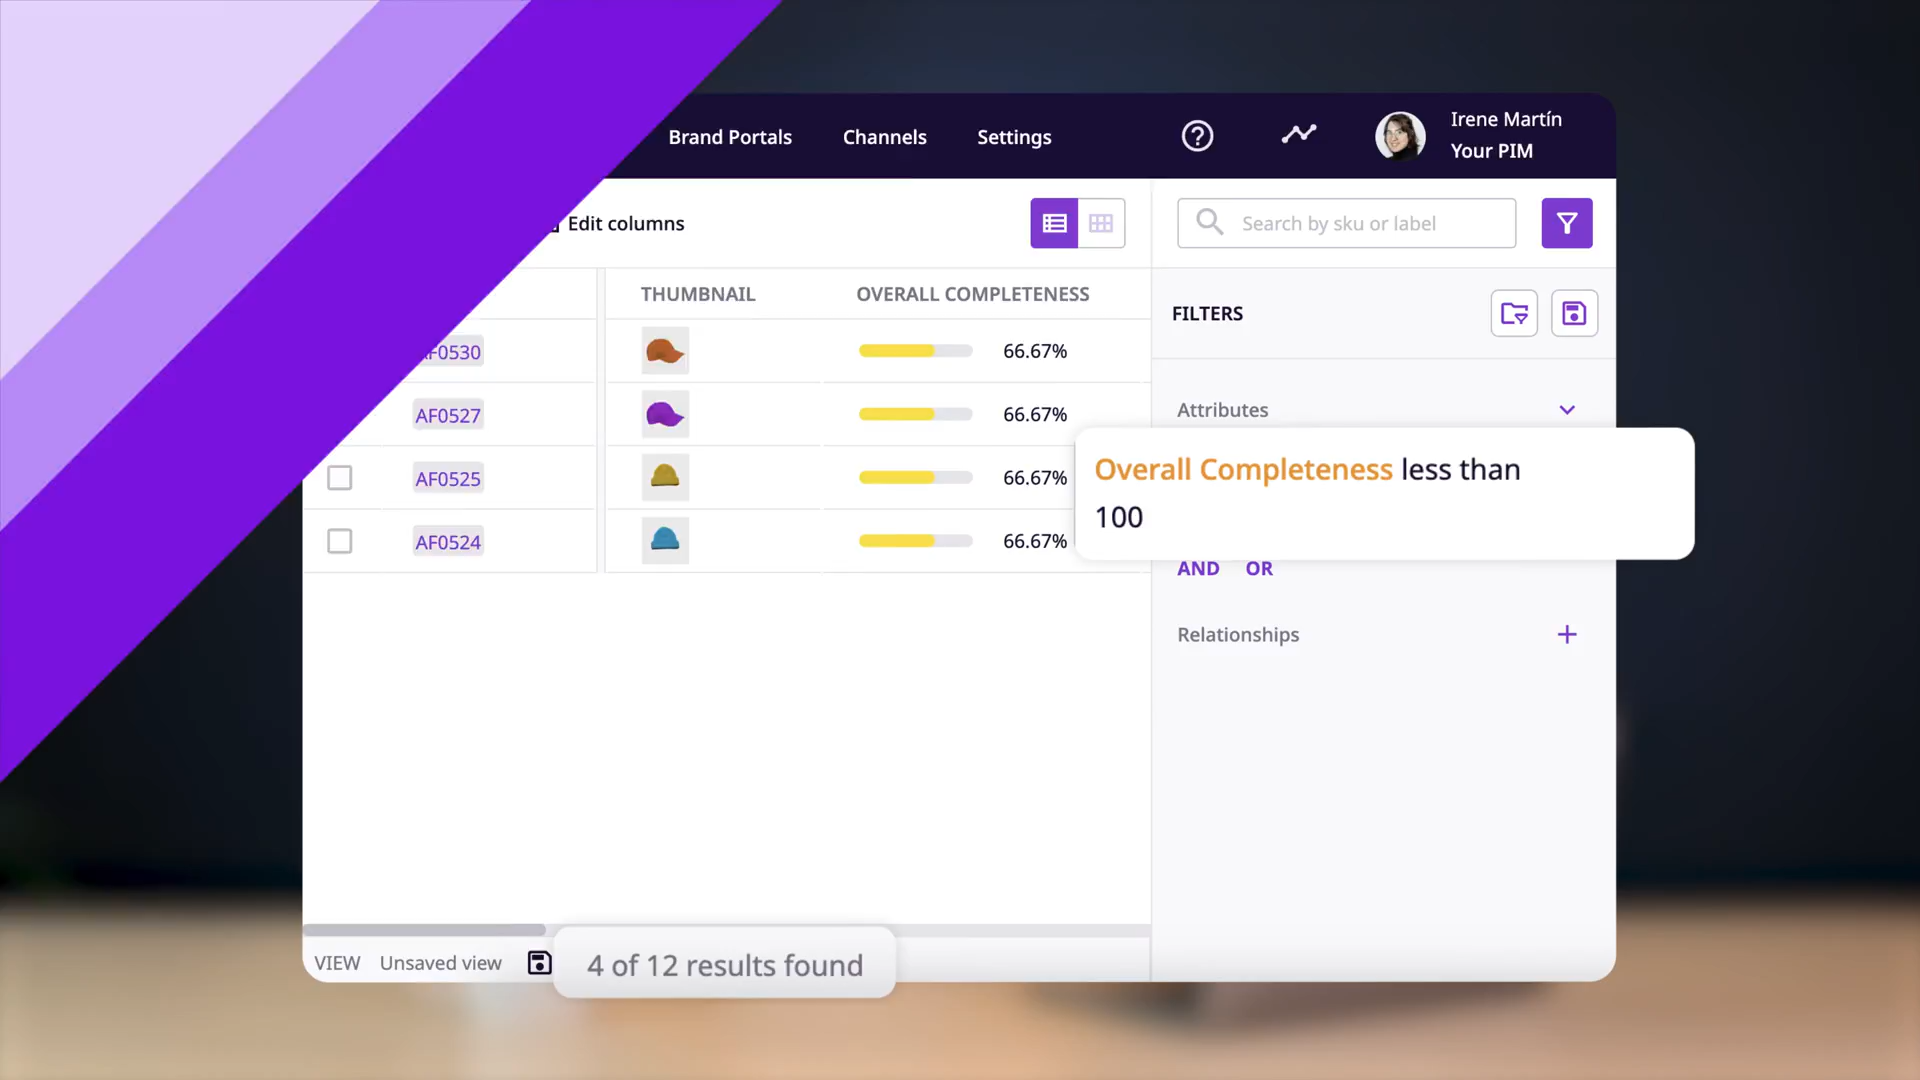 Brand Portals Channels Settings
Irene Martín
Your PIM
Edit columns
Search by sku or label
THUMBNAIL OVERALL COMPLETENESS
FILTERS
AF0530 66.67%
Attributes
AF0527 66.67%
Overall Completeness less than
100
AF0525 66.67%
AF0524 66.67%
AND OR
Relationships
VIEW Unsaved view
4 of 12 results found